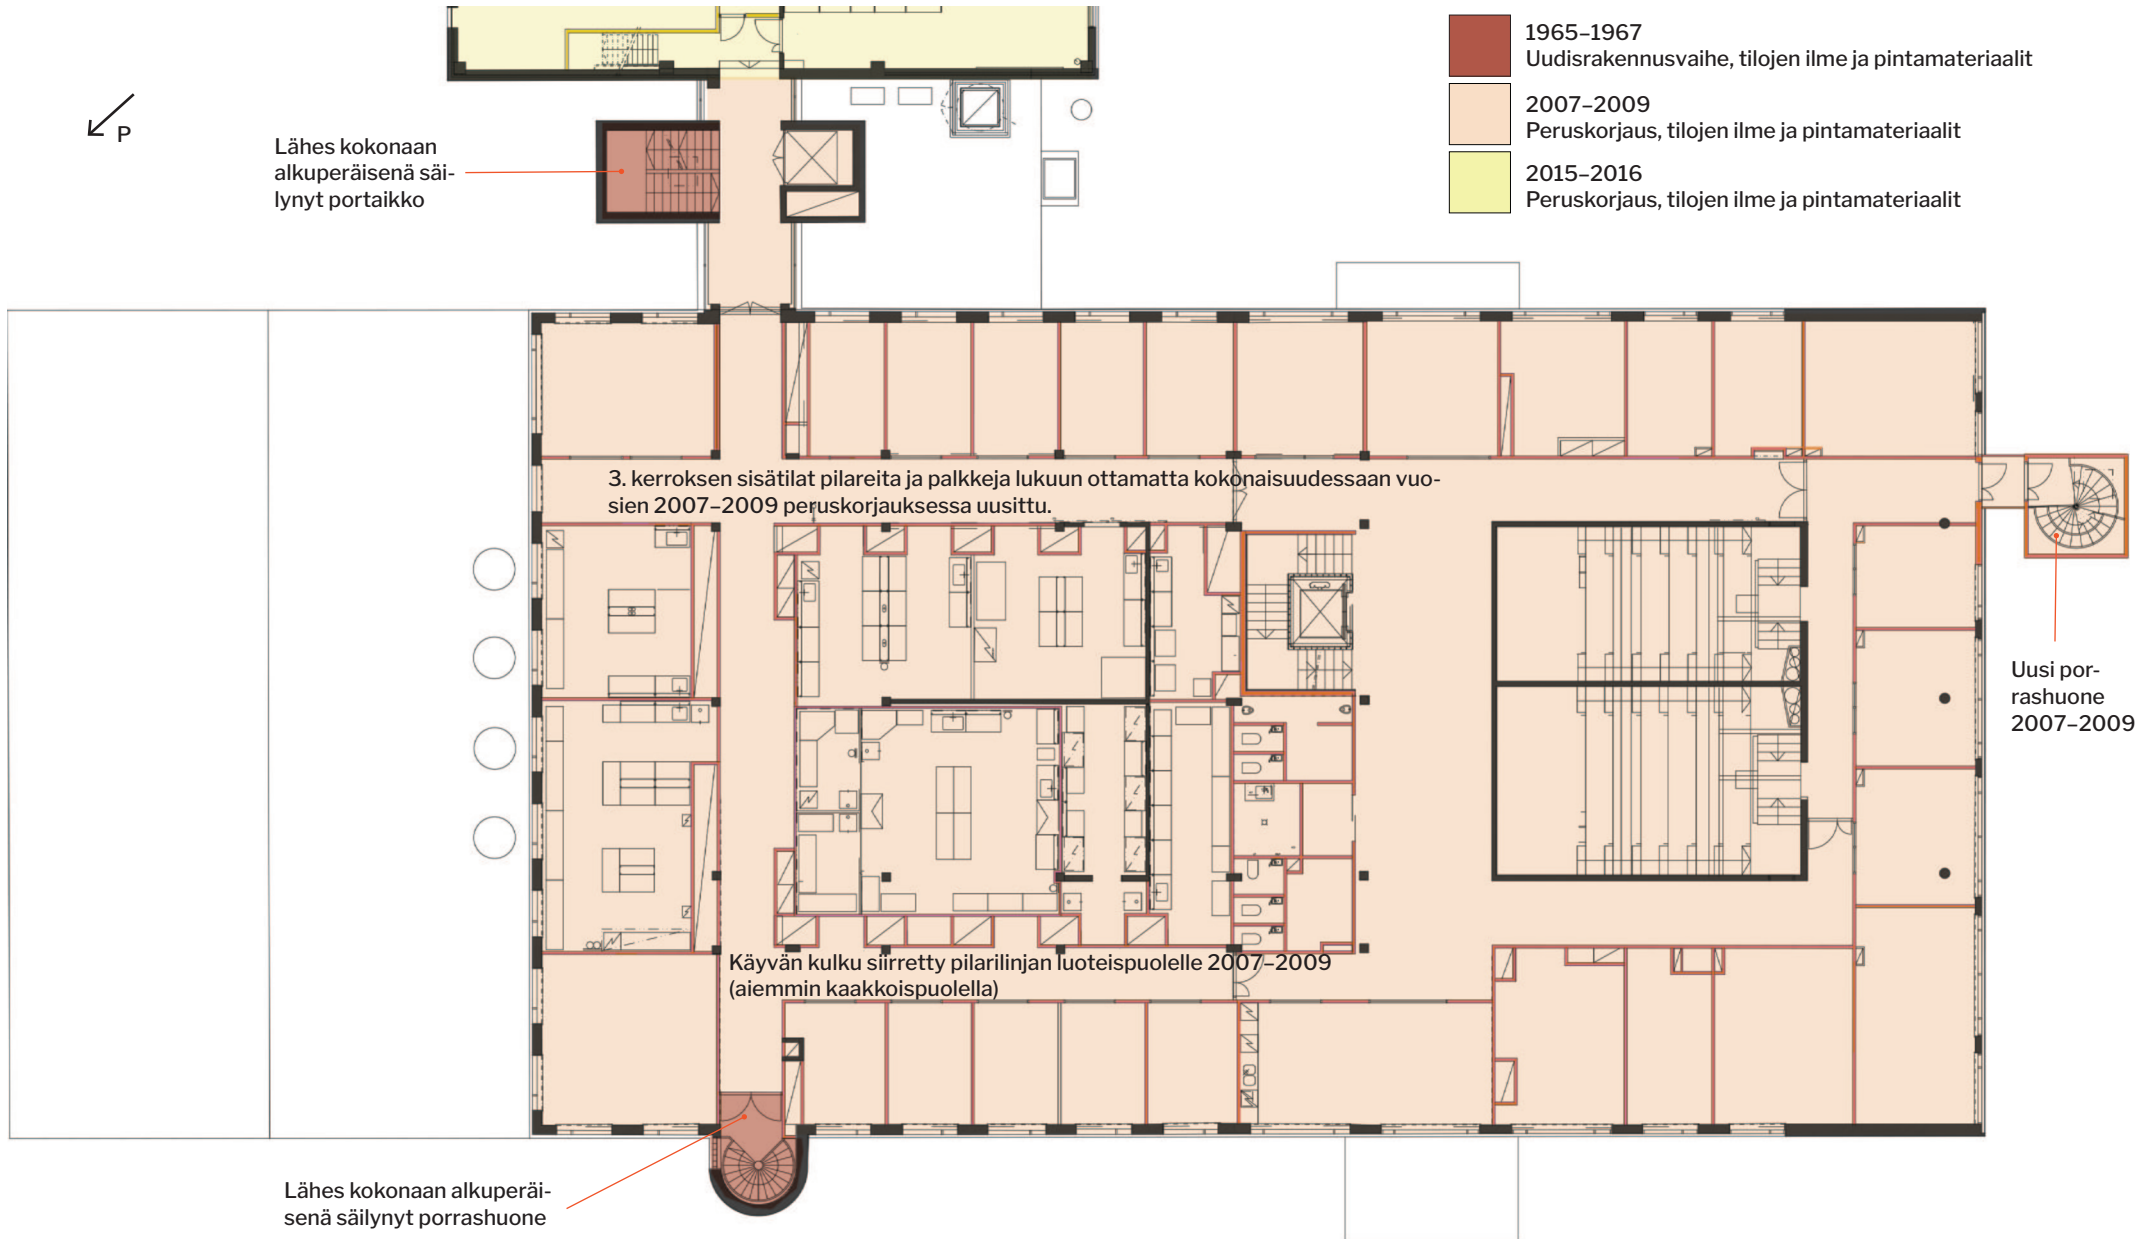 1965–1967
Uudisrakennusvaihe, tilojen ilme ja pintamateriaalit
2007–2009
Peruskorjaus, tilojen ilme ja pintamateriaalit
2015–2016
Peruskorjaus, tilojen ilme ja pintamateriaalit
P
Lähes kokonaan
alkuperäisenä säi-
lynyt portaikko
3. kerroksen sisätilat pilareita ja palkkeja lukuun ottamatta kokonaisuudessaan vuo-
sien 2007–2009 peruskorjauksessa uusittu.
Uusi por-
rashuone
2007–2009
Käyvän kulku siirretty pilarilinjan luoteispuolelle 2007–2009
(aiemmin kaakkoispuolella)
Lähes kokonaan alkuperäi-
senä säilynyt porrashuone